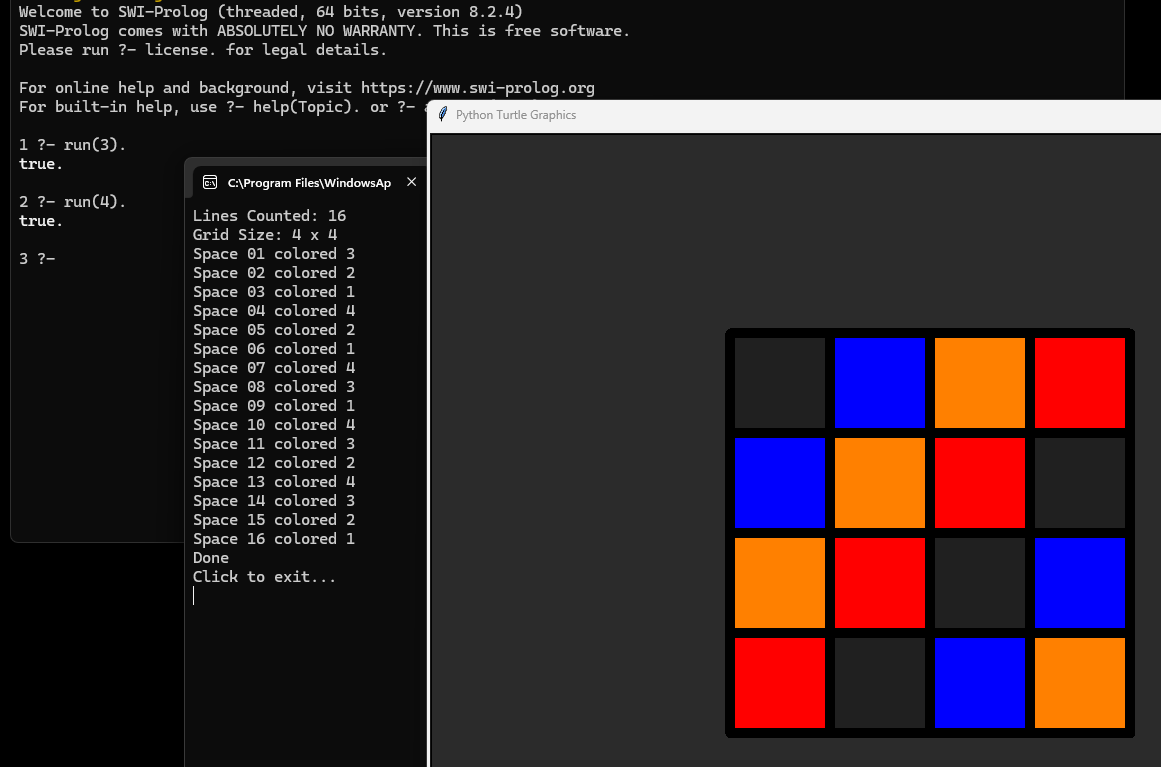 Welcome to SWI-Prolog (threaded, 64 bits, version 8.2.4)
SWI-Prolog comes with ABSOLUTELY NO WARRANTY. This is free software.
Please run ?- license. for legal details.
For online help and background, visit https://www.swi-prolog.org
For built-in help, use ?- help(Topic). or ?-
1 ?- run(3).
true.
2 ?- run(4).
true.
3 ?-
C:\Program Files\WindowsAp
Lines Counted: 16
Grid Size: 4 x 4
Space 01 colored 3
Space 02 colored 2
Space 03 colored 1
Space 04 colored 4
Space 05 colored 2
Space 06 colored 1
Space 07 colored 4
Space 08 colored 3
Space 09 colored 1
Space 10 colored 4
Space 11 colored 3
Space 12 colored 2
Space 13 colored 4
Space 14 colored 3
Space 15 colored 2
Space 16 colored 1
Done
Click to exit...
Python Turtle Graphics